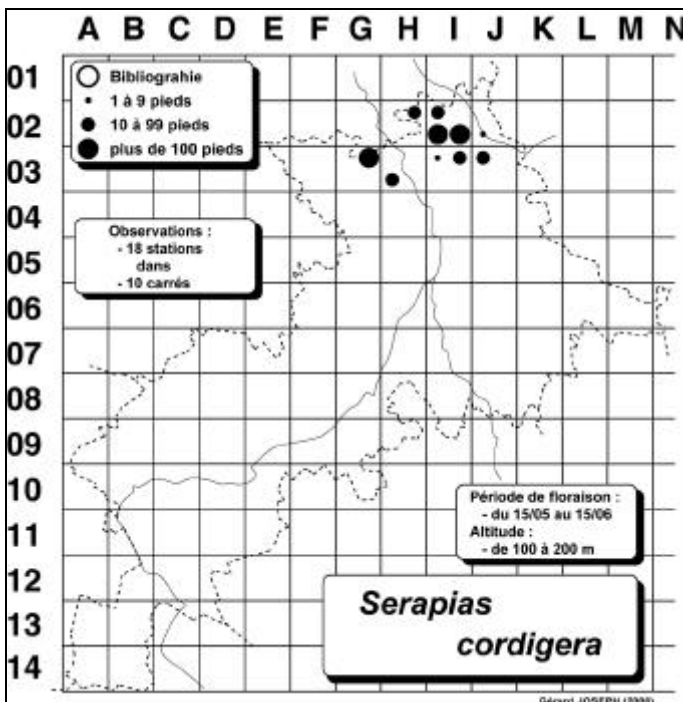 A B C D E F G H I J K L M N
01
02
03
04
05
06
07
08
09
10
11
12
13
14
Bibliograhie
1 à 9 pieds
10 à 99 pieds
plus de 100 pieds
Observations :
- 18 stations
dans
- 10 carrés
Période de floraison :
- du 15/05 au 15/06
Altitude :
- de 100 à 200 m
Serapias
cordigera
Gérard JOSEPH